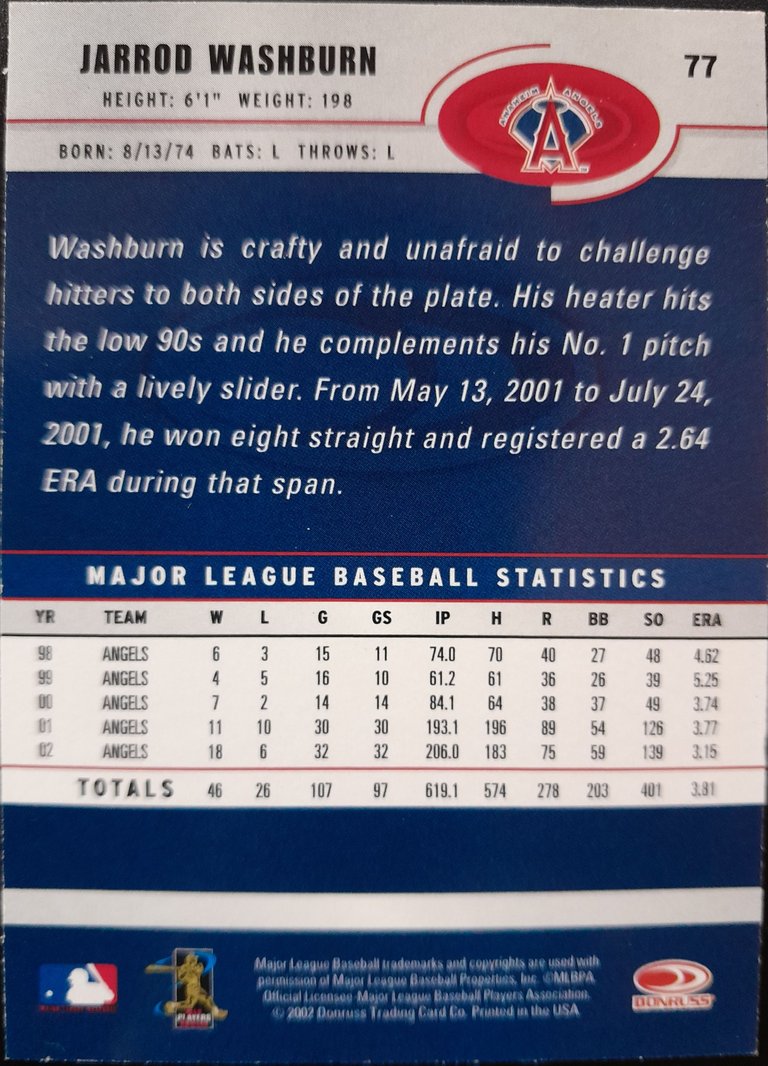 JARROD WASHBURN
77
HEIGHT: 6'1" WEIGHT: 198
ANAHEIM ANGELS
A
BORN: 8/13/74 BATS: L THROWS: L
Washburn is crafty and unafraid to challenge
hitters to both sides of the plate. His heater hits
the low 90s and he complements his No. 1 pitch
with a lively slider. From May 13, 2001 to July 24,
2001, he won eight straight and registered a 2.64
ERA during that span.
MAJOR LEAGUE BASEBALL STATISTICS
YR TEAM W L G GS IP H R BB SO ERA
98 ANGELS 6 3 15 11 74.0 70 40 27 48 4.62
99 ANGELS 4 5 16 10 61.2 61 36 26 39 5.25
00 ANGELS 7 2 14 14 84.1 64 38 37 49 3.74
01 ANGELS 11 10 30 30 193.1 196 89 54 126 3.77
02 ANGELS 18 6 32 32 206.0 183 75 59 139 3.15
TOTALS 46 26 107 97 619.1 574 278 203 401 3.81
Major League Baseball trademarks and copyrights are used with
permission of Major League Baseball Properties, Inc. ©MLBPA
Official Licensee-Major League Baseball Players Association.
© 2002 Donruss Trading Card Co. Printed in the USA
PLAYERS
DONRUSS